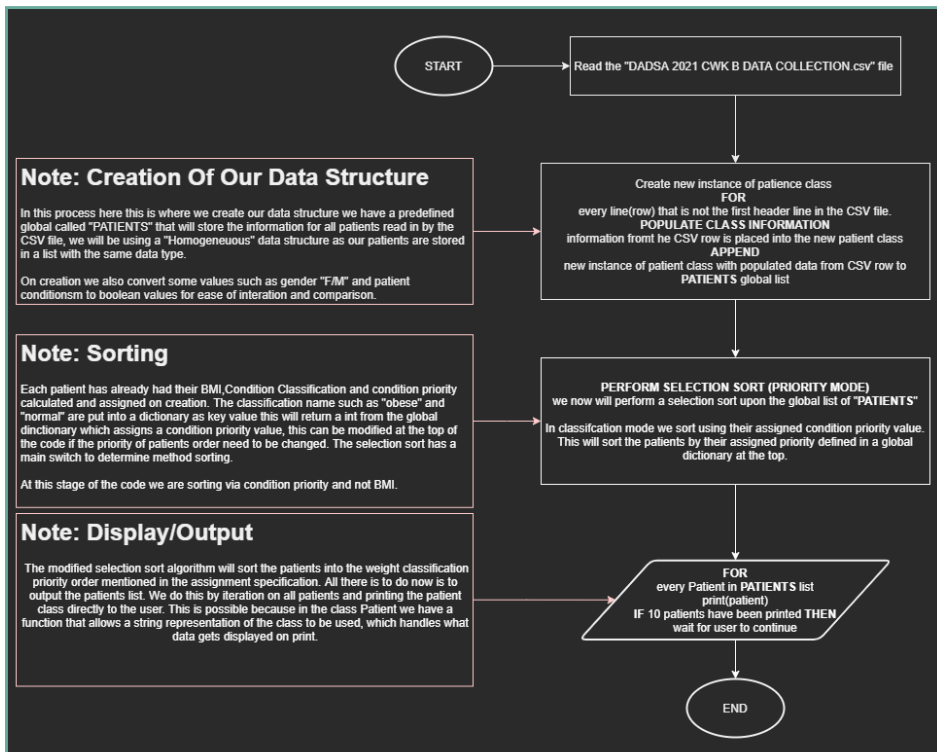 START
Read the "DADSA 2021 CWK B DATA COLLECTION.csv" file
Note: Creation Of Our Data Structure
In this process here this is where we create our data structure we have a predefined
global called "PATIENTS" that will store the information for all patients read in by the
CSV file, we will be using a "Homogeneuous" data structure as our patients are stored
in a list with the same data type.
On creation we also convert some values such as gender "F/M" and patient
conditionsm to boolean values for ease of interation and comparison.
Create new instance of patience class
FOR
every line(row) that is not the first header line in the CSV file.
POPULATE CLASS INFORMATION
information fromt he CSV row is placed into the new patient class
APPEND
new instance of patient class with populated data from CSV row to
PATIENTS global list
Note: Sorting
Each patient has already had their BMI,Condition Classification and condition priority
calculated and assigned on creation. The classification name such as "obese" and
"normal" are put into a dictionary as key value this will return a int from the global
dinctionary which assigns a condition priority value, this can be modified at the top of
the code if the priority of patients order need to be changed. The selection sort has a
main switch to determine method sorting.
At this stage of the code we are sorting via condition priority and not BMI.
PERFORM SELECTION SORT (PRIORITY MODE)
we now will perform a selection sort upon the global list of "PATIENTS"
In classifcation mode we sort using their assigned condition priority value.
This will sort the patients by their assigned priority defined in a global
dictionary at the top.
Note: Display/Output
The modified selection sort algorithm will sort the patients into the weight classification
priority order mentioned in the assignment specification. All there is to do now is to
output the patients list. We do this by iteration on all patients and printing the patient
class directly to the user. This is possible because in the class Patient we have a
function that allows a string representation of the class to be used, which handles what
data gets displayed on print.
FOR
every Patient in PATIENTS list
print(patient)
IF 10 patients have been printed THEN
wait for user to continue
END